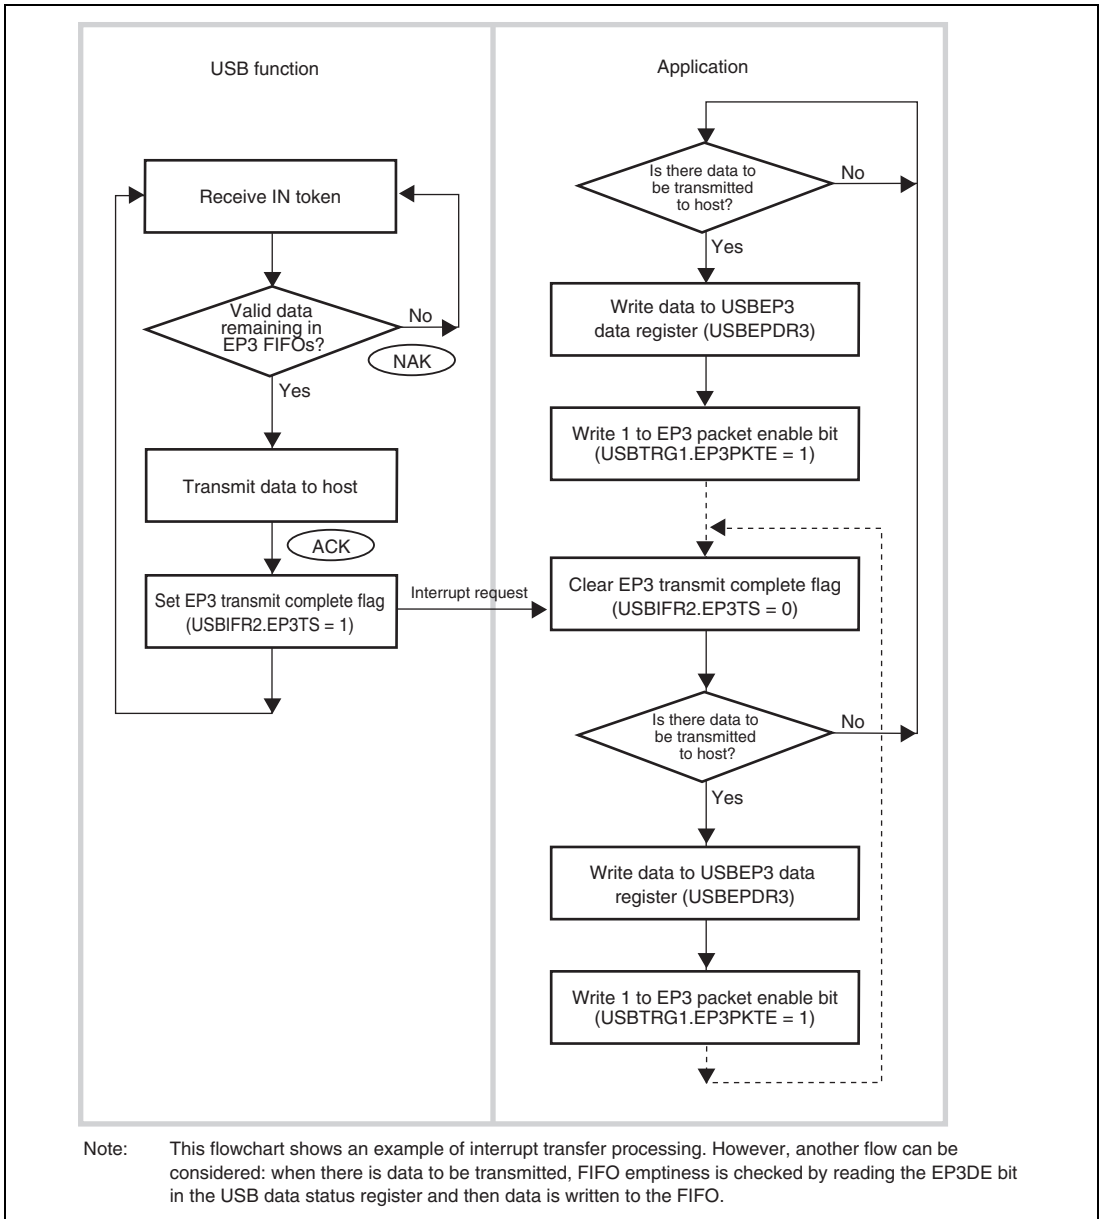 USB function
Application
Receive IN token
Valid data
remaining in
EP3 FIFOs?
No
NAK
Yes
Transmit data to host
ACK
Set EP3 transmit complete flag
(USBIFR2.EP3TS = 1)
Interrupt request
Is there data to
be transmitted
to host?
No
Yes
Write data to USBEP3
data register (USBEPDR3)
Write 1 to EP3 packet enable bit
(USBTRG1.EP3PKTE = 1)
Clear EP3 transmit complete flag
(USBIFR2.EP3TS = 0)
Is there data to
be transmitted
to host?
No
Yes
Write data to USBEP3 data
register (USBEPDR3)
Write 1 to EP3 packet enable bit
(USBTRG1.EP3PKTE = 1)
Note: This flowchart shows an example of interrupt transfer processing. However, another flow can be
considered: when there is data to be transmitted, FIFO emptiness is checked by reading the EP3DE bit
in the USB data status register and then data is written to the FIFO.